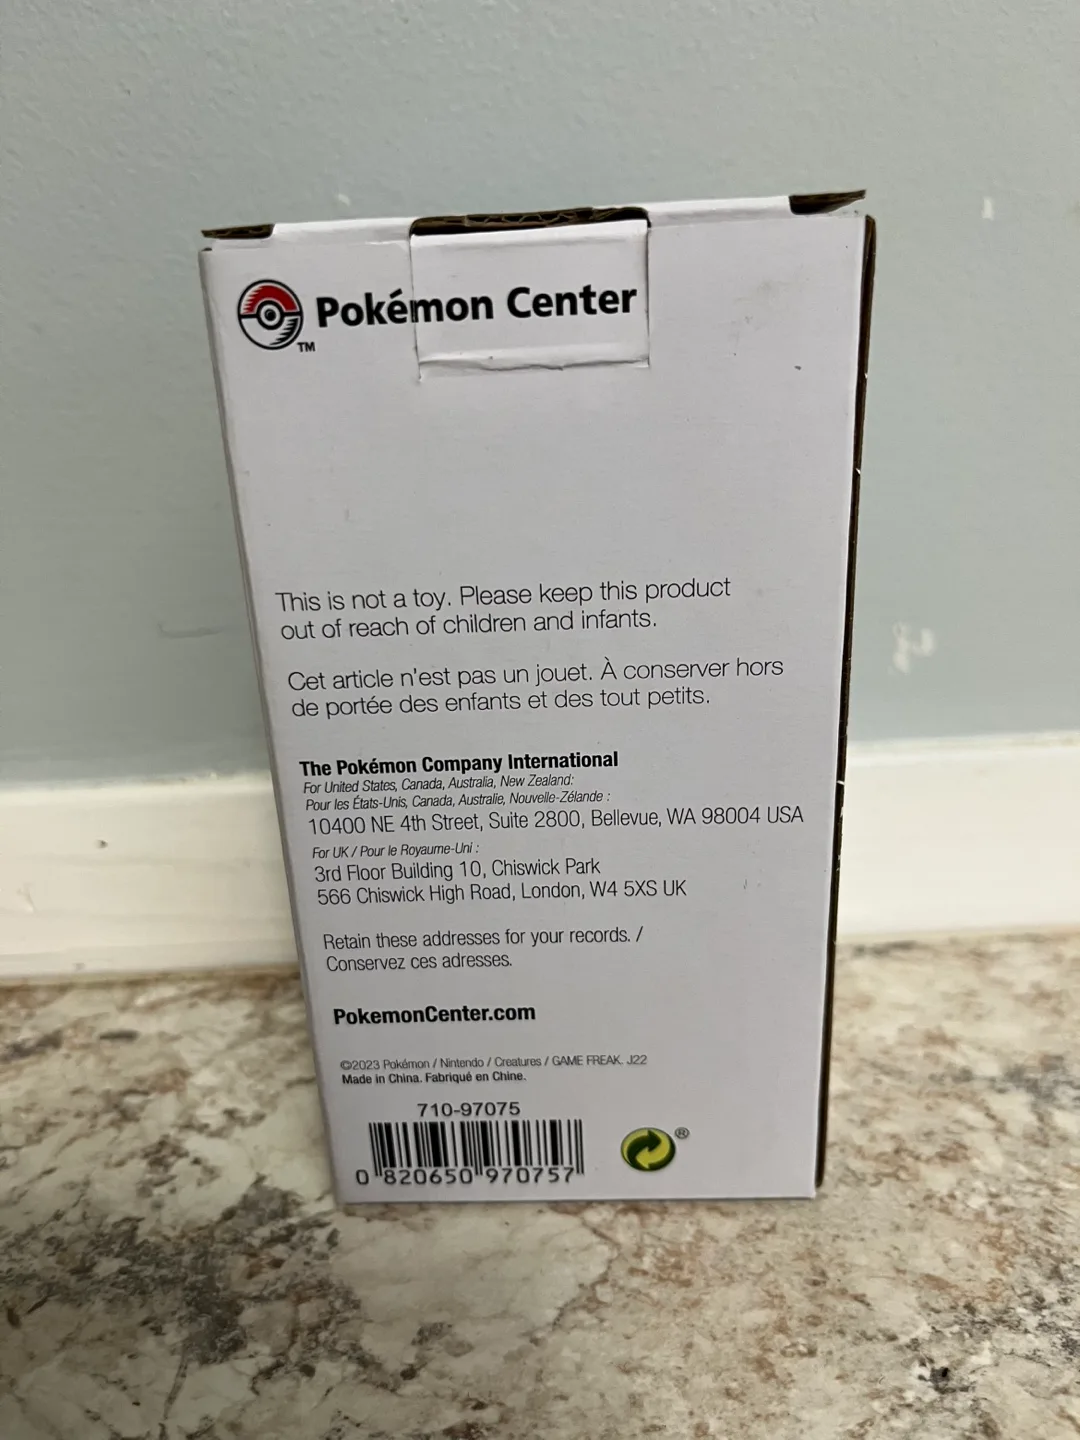 Pokémon Center
TM
This is not a toy. Please keep this product
out of reach of children and infants.
Cet article n'est pas un jouet. À conserver hors
de portée des enfants et des tout petits.
The Pokémon Company International
For United States, Canada, Australia, New Zealand:
Pour les États-Unis, Canada, Australie, Nouvelle-Zélande :
10400 NE 4th Street, Suite 2800, Bellevue, WA 98004 USA
For UK / Pour le Royaume-Uni :
3rd Floor Building 10, Chiswick Park
566 Chiswick High Road, London, W4 5XS UK
Retain these addresses for your records. /
Conservez ces adresses.
PokemonCenter.com
©2023 Pokémon / Nintendo / Creatures / GAME FREAK. J22
Made in China. Fabriqué en Chine.
710-97075
0 820650 970757
®